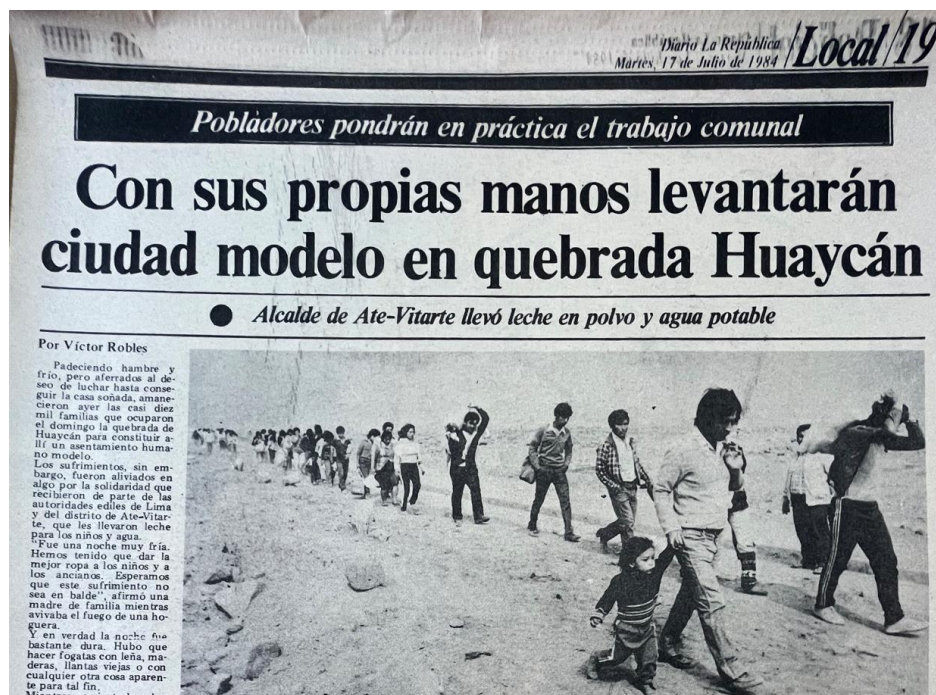 Diario La República
Martes, 17 de Julio de 1984
Local/19
Pobladores pondrán en práctica el trabajo comunal
Con sus propias manos levantarán
ciudad modelo en quebrada Huaycán
● Alcalde de Ate-Vitarte llevó leche en polvo y agua potable
Por Víctor Robles
Padeciendo hambre y
frío, pero aferrados al de-
seo de luchar hasta conse-
guir la casa soñada, amane-
cieron ayer las casi diez
mil familias que ocuparon
el domingo la quebrada de
Huaycán para constituir a-
llí un asentamiento huma-
no modelo.
Los sufrimientos, sin em-
bargo, fueron aliviados en
algo por la solidaridad que
recibieron de parte de las
autoridades ediles de Lima
y del distrito de Ate-Vitar-
te, que les llevaron leche
para los niños y agua.
"Fue una noche muy fría.
Hemos tenido que dar la
mejor ropa a los niños y a
los ancianos. Esperamos
que este sufrimiento no
sea en balde", afirmó una
madre de familia mientras
avivaba el fuego de una ho-
guera.
Y en verdad la noche fue
bastante dura. Hubo que
hacer fogatas con leña, ma-
deras, llantas viejas o con
cualquier otra cosa aparen-
te para tal fin.